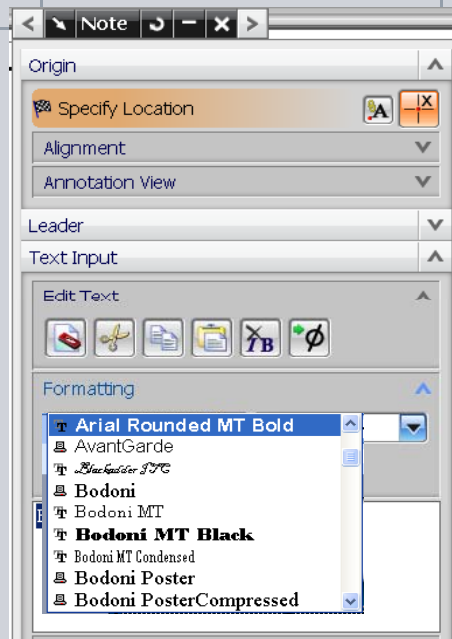 Note
Origin
Specify Location
Alignment
Annotation View
Leader
Text Input
Edit Text
Formatting
Arial Rounded MT Bold
AvantGarde
Blackadder ITC
Bodoni
Bodoni MT
Bodoni MT Black
Bodoni MT Condensed
Bodoni Poster
Bodoni PosterCompressed